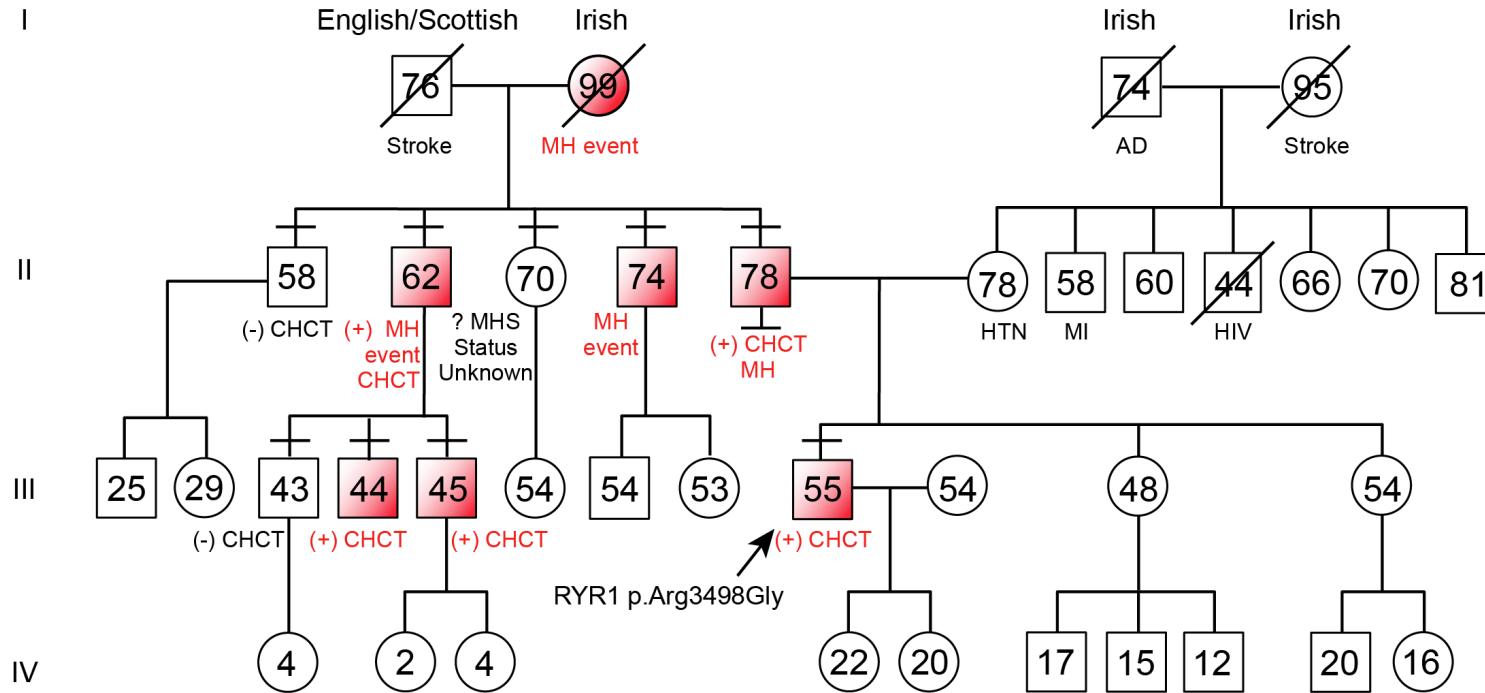 I
English/Scottish Irish Irish Irish
76 99 74 95
Stroke MH event AD Stroke
II
58 62 70 74 78 78 58 60 44 66 70 81
(-) CHCT
(+) MH
event
CHCT
? MHS
Status
Unknown
MH
event
(+) CHCT
MH
HTN MI HIV
III
25 29 43 44 45 54 54 53 55 54 48 54
(-) CHCT (+) CHCT (+) CHCT (+) CHCT
RYR1 p.Arg3498Gly
IV
4 2 4 22 20 17 15 12 20 16